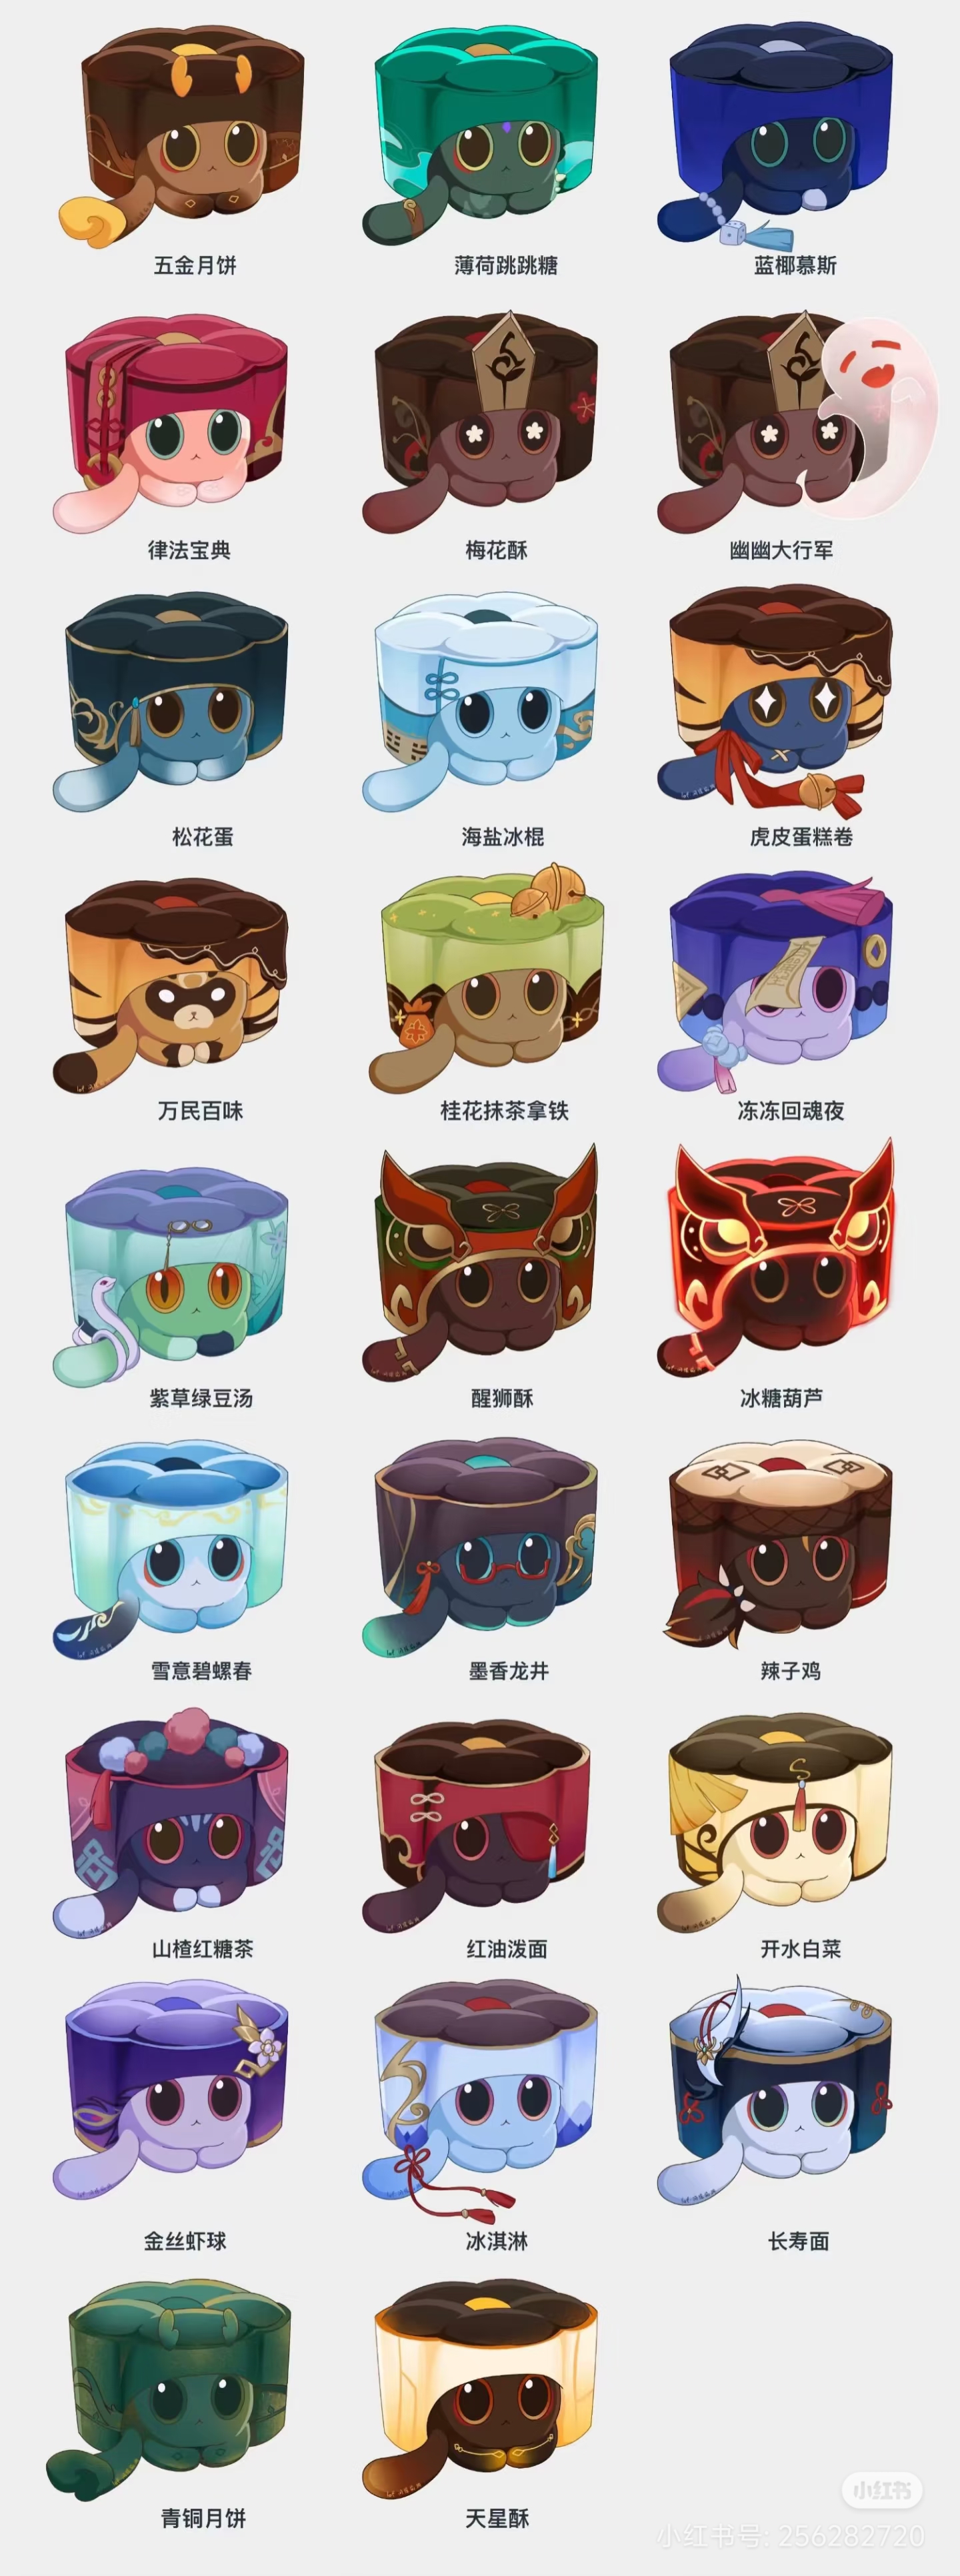 五金月饼
薄荷跳跳糖
蓝椰慕斯
律法宝典
梅花酥
幽幽大行军
松花蛋
海盐冰棍
虎皮蛋糕卷
万民百味
桂花抹茶拿铁
冻冻回魂夜
紫草绿豆汤
醒狮酥
冰糖葫芦
雪意碧螺春
墨香龙井
辣子鸡
山楂红糖茶
红油泼面
开水白菜
金丝虾球
冰淇淋
长寿面
青铜月饼
天星酥
小红书
小红书号: 256282720